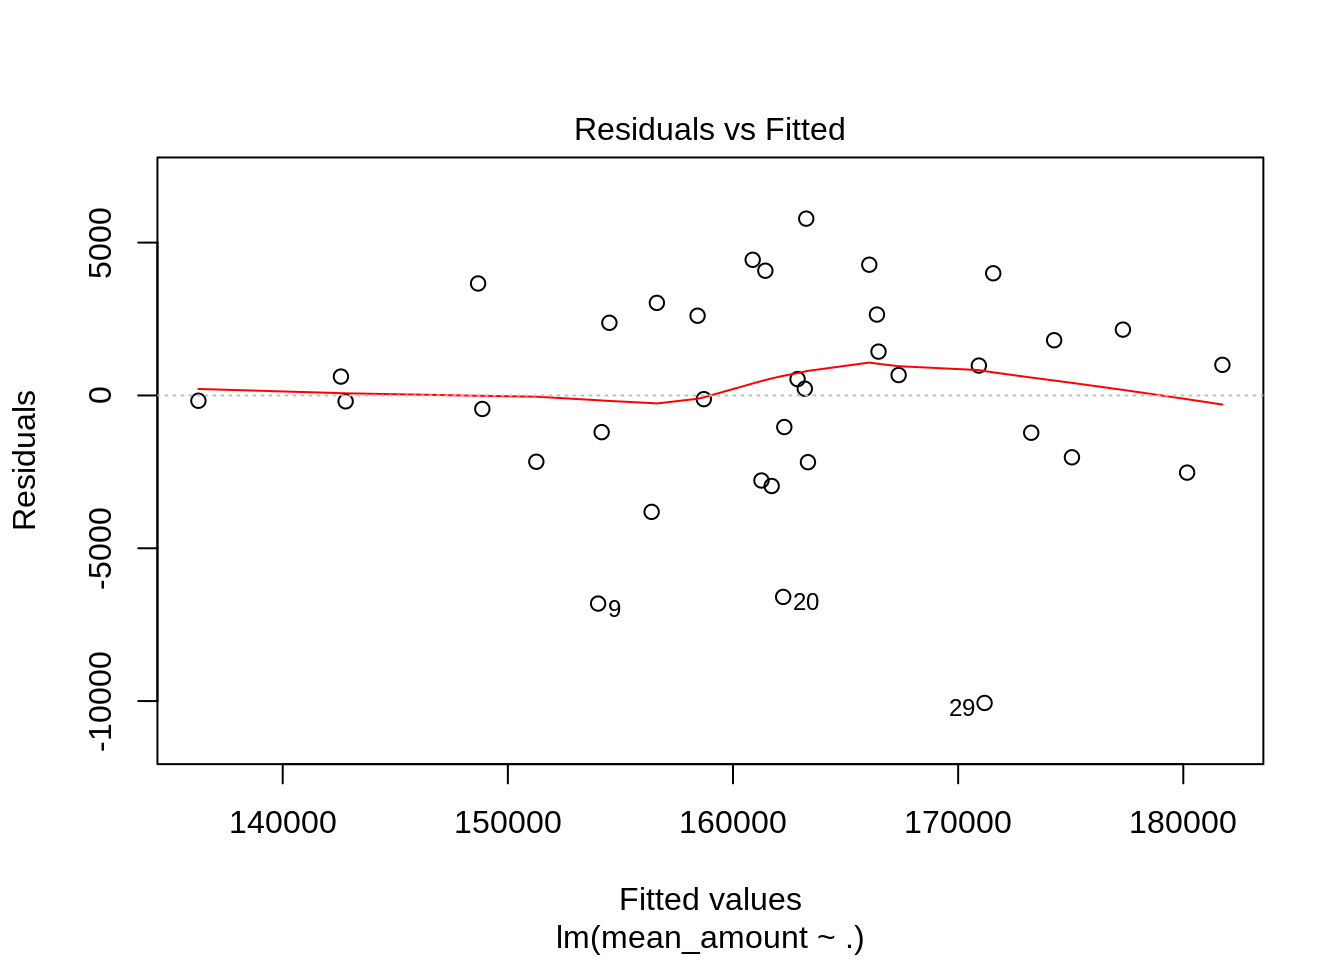 Residuals vs Fitted
Residuals
5000
0
-5000
-10000
9
20
29
140000 150000 160000 170000 180000
Fitted values
lm(mean_amount ~ .)